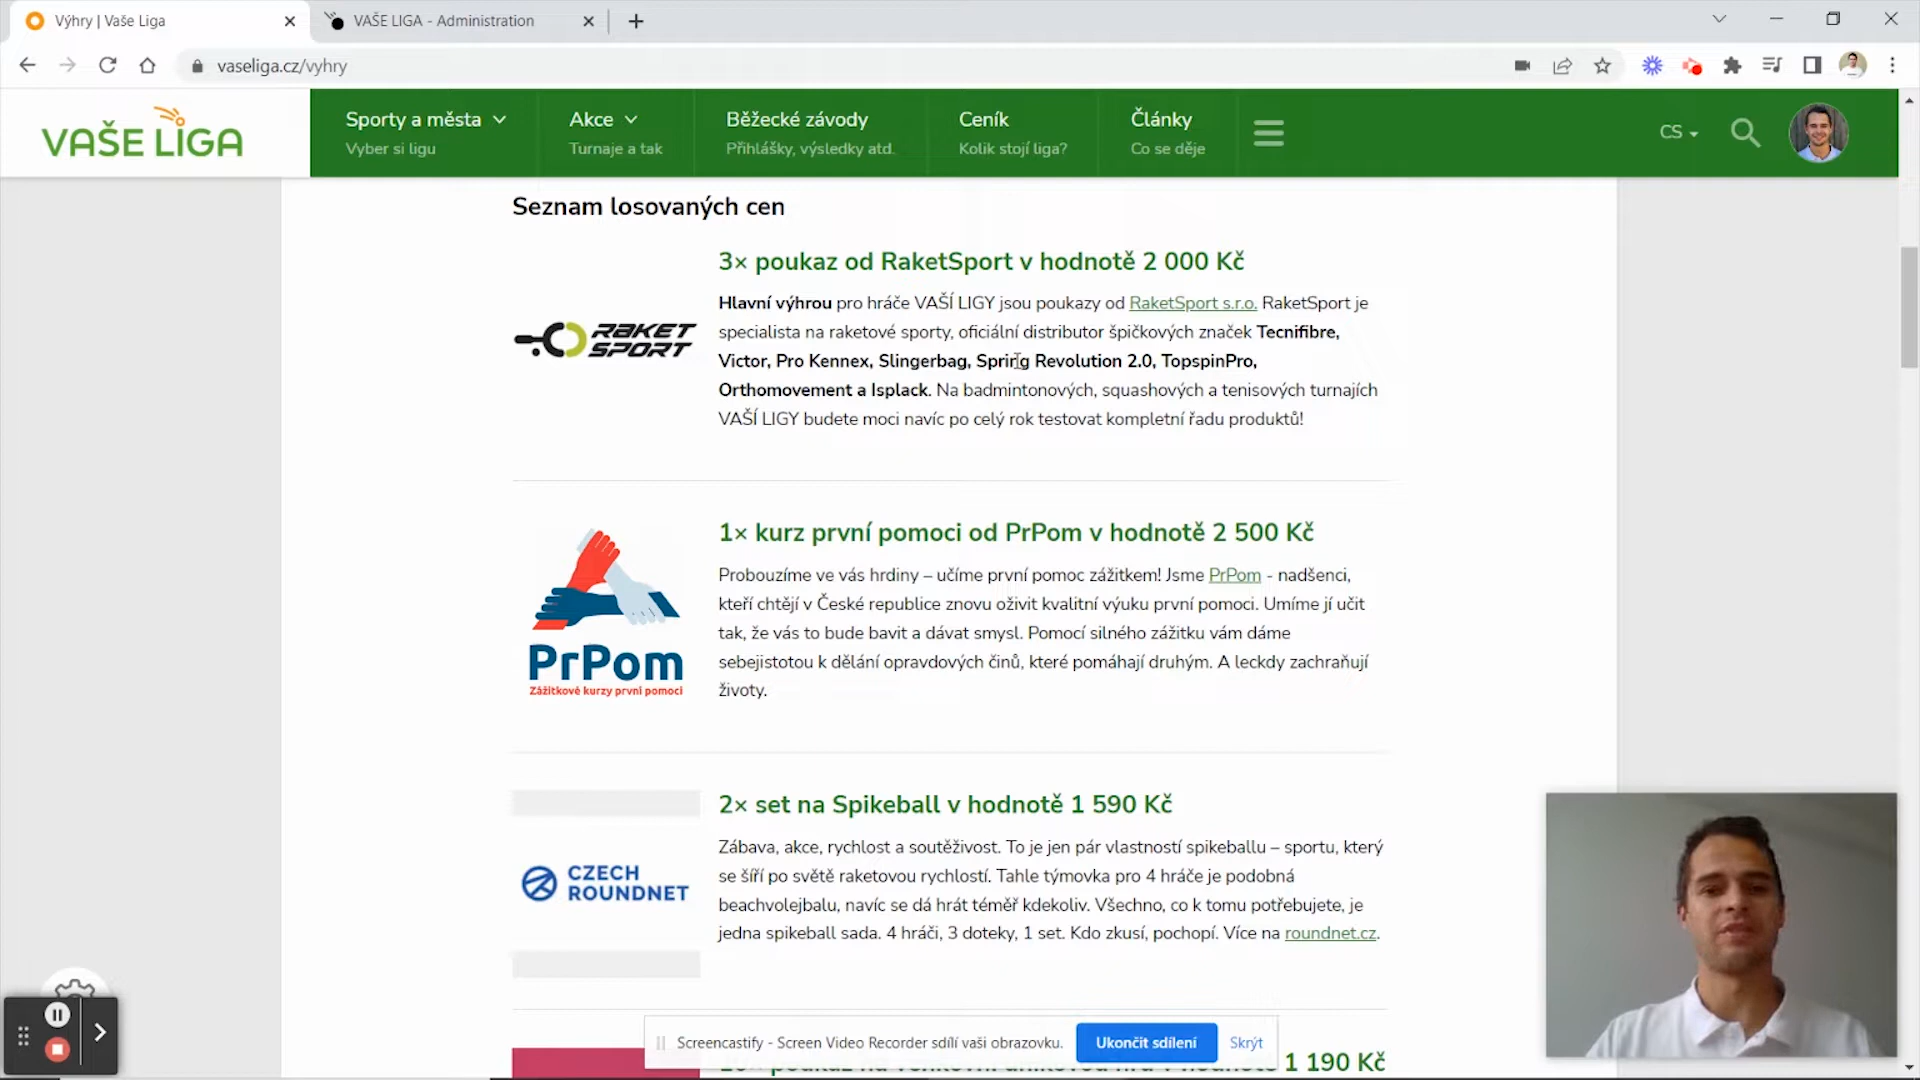 Výhry | Vaše Liga
VAŠE LIGA - Administration
vaseliga.cz/vyhry
VAŠE LIGA
Sporty a města
Vyber si ligu
Akce
Turnaje a tak
Běžecké závody
Přihlášky, výsledky atd.
Ceník
Kolik stojí liga?
Články
Co se děje
CS
Seznam losovaných cen
RAKET
SPORT
3× poukaz od RaketSport v hodnotě 2 000 Kč
Hlavní výhrou pro hráče VAŠÍ LIGY jsou poukazy od RaketSport s.r.o. RaketSport je
specialista na raketové sporty, oficiální distributor špičkových značek Tecnifibre,
Victor, Pro Kennex, Slingerbag, Spring Revolution 2.0, TopspinPro,
Orthomovement a Isplack. Na badmintonových, squashových a tenisových turnajích
VAŠÍ LIGY budete moci navíc po celý rok testovat kompletní řadu produktů!
PrPom
Zážitkové kurzy první pomoci
1× kurz první pomoci od PrPom v hodnotě 2 500 Kč
Probouzíme ve vás hrdiny – učíme první pomoc zážitkem! Jsme PrPom - nadšenci,
kteří chtějí v České republice znovu oživit kvalitní výuku první pomoci. Umíme jí učit
tak, že vás to bude bavit a dávat smysl. Pomocí silného zážitku vám dáme
sebejistotou k dělání opravdových činů, které pomáhají druhým. A leckdy zachraňují
životy.
CZECH
ROUNDNET
2× set na Spikeball v hodnotě 1 590 Kč
Zábava, akce, rychlost a soutěživost. To je jen pár vlastností spikeballu – sportu, který
se šíří po světě raketovou rychlostí. Tahle týmovka pro 4 hráče je podobná
beachvolejbalu, navíc se dá hrát téměř kdekoliv. Všechno, co k tomu potřebujete, je
jedna spikeball sada. 4 hráči, 3 doteky, 1 set. Kdo zkusí, pochopí. Více na roundnet.cz.
Screencastify - Screen Video Recorder sdílí vaši obrazovku.
Ukončit sdílení
Skrýt
1 190 Kč